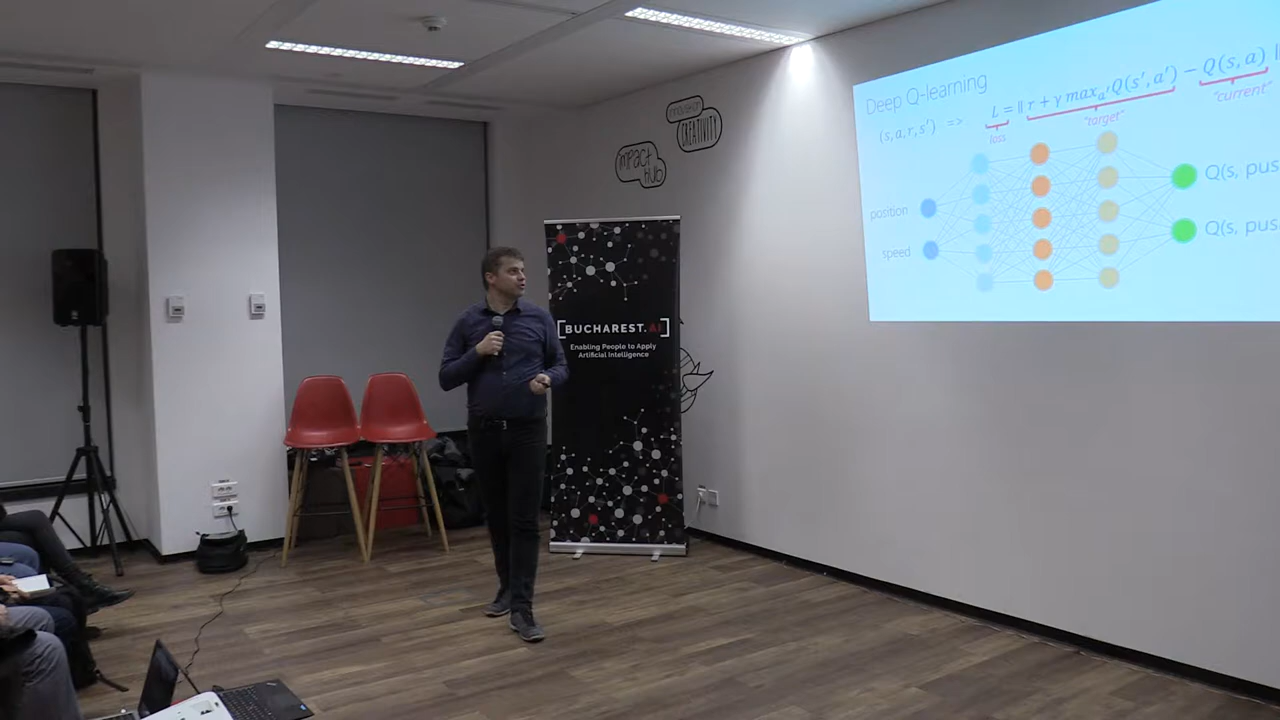 Deep Q-learning
(s, a, r, s′) =>
L = ‖ r + γ maxₐ′ Q(s′, a′) − Q(s, a) ‖
loss
"target"
"current"
position
speed
Q(s, pus
Q(s, pus
CREATIVITY
impact
HUB
[BUCHAREST.AI]
Enabling People to Apply
Artificial Intelligence